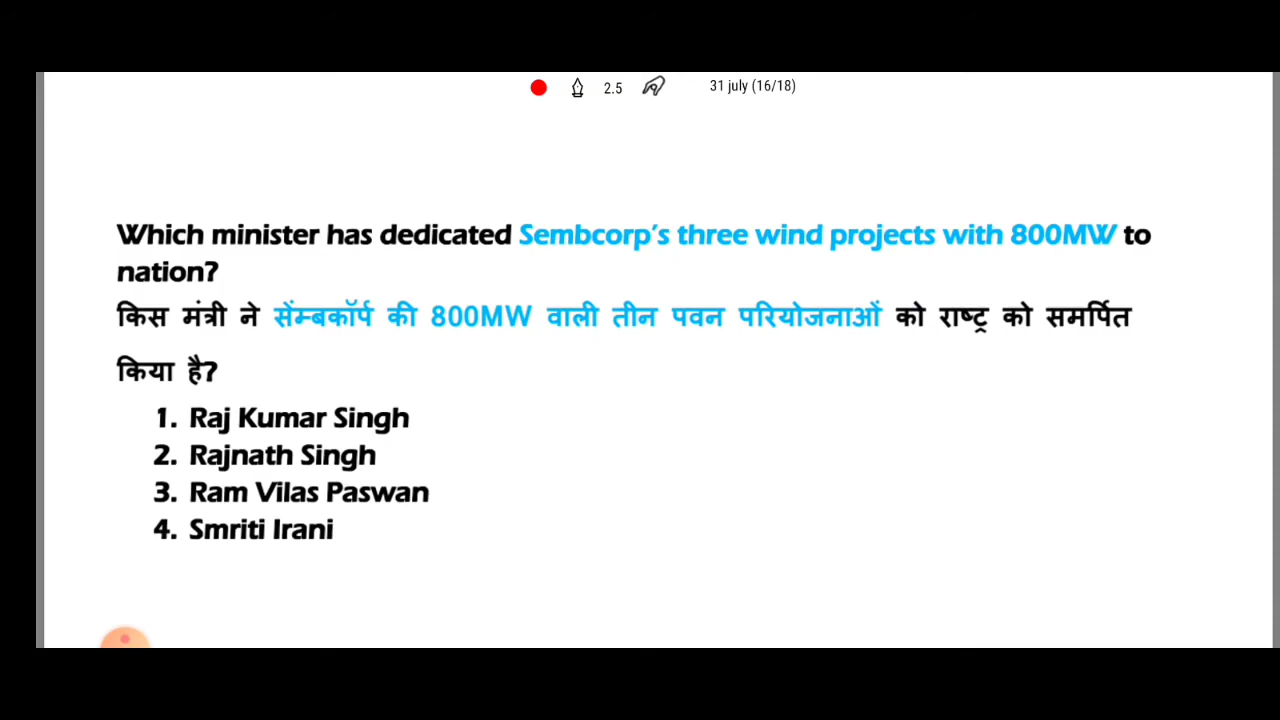 2.5 31 july (16/18)
Which minister has dedicated Sembcorp's three wind projects with 800MW to
nation?
किस मंत्री ने सेंम्बकॉर्प की 800MW वाली तीन पवन परियोजनाओं को राष्ट्र को समर्पित
किया है?
1. Raj Kumar Singh
2. Rajnath Singh
3. Ram Vilas Paswan
4. Smriti Irani